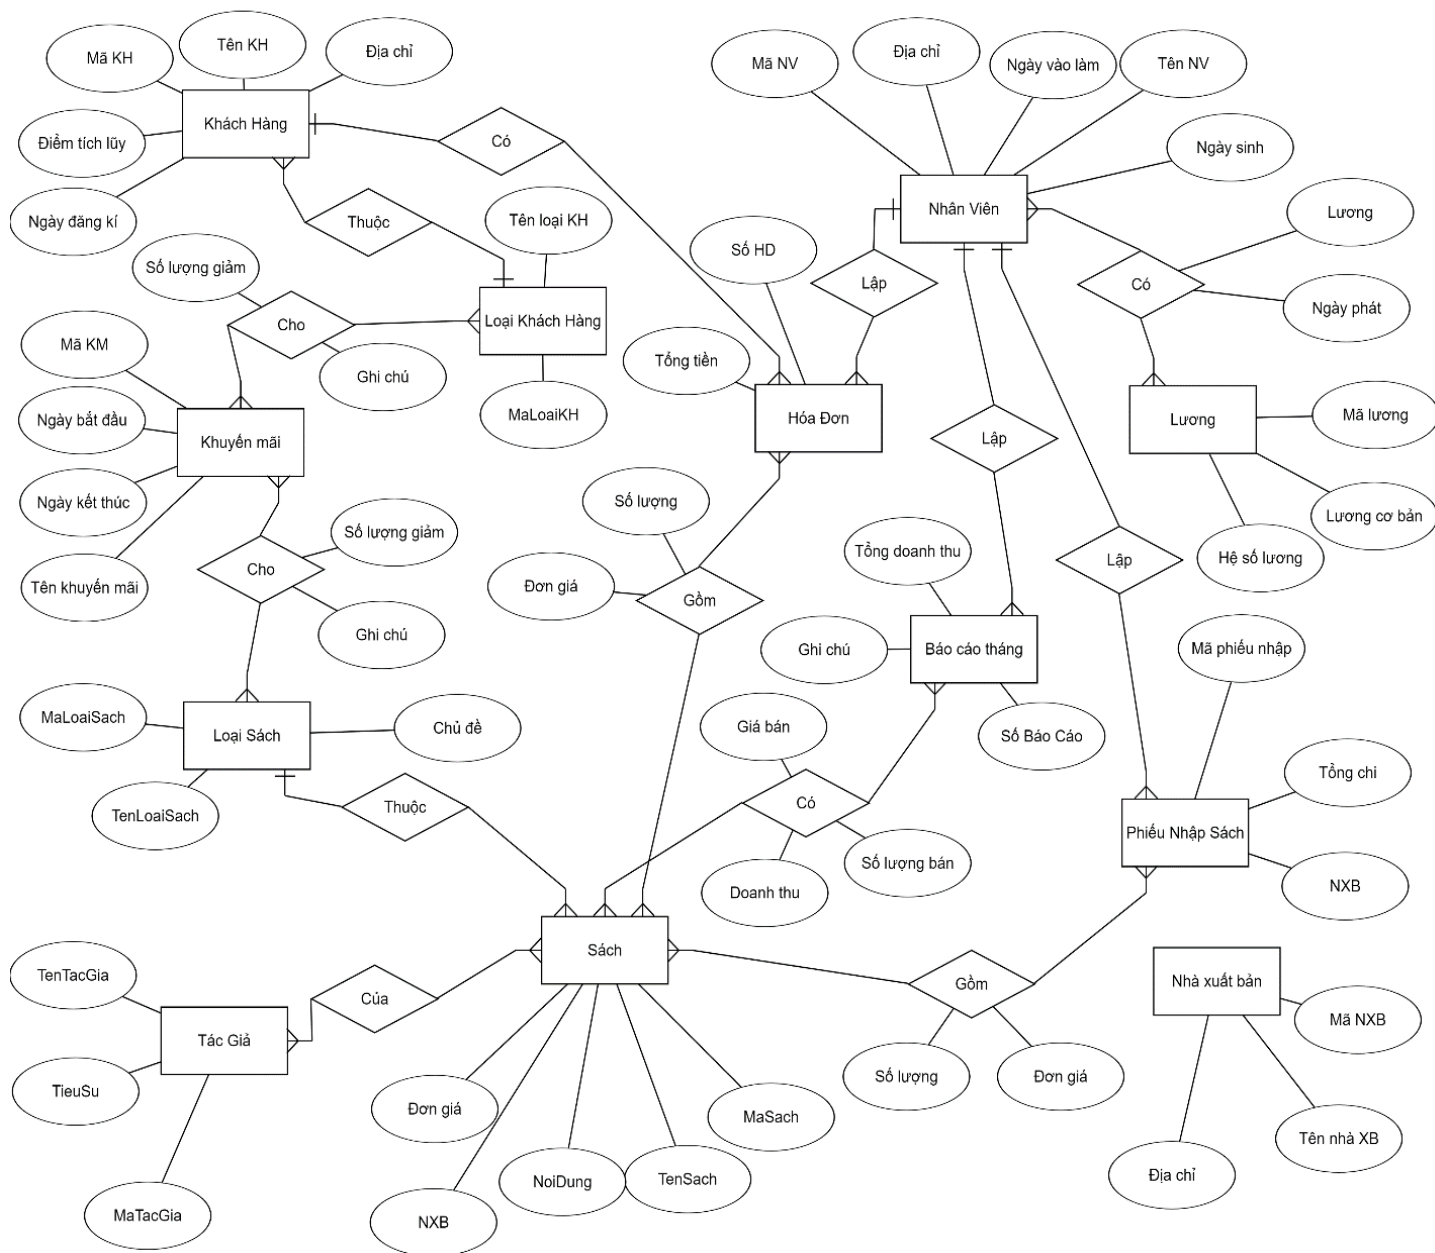 Tên KH
Mã KH
Địa chỉ
Khách Hàng
Điểm tích lũy
Ngày đăng kí
Có
Thuộc
Tên loại KH
Số lượng giảm
Cho
Loại Khách Hàng
Ghi chú
MaLoaiKH
Mã KM
Ngày bắt đầu
Khuyến mãi
Ngày kết thúc
Tên khuyến mãi
Số lượng giảm
Cho
Ghi chú
MaLoaiSach
Loại Sách
Chủ đề
TenLoaiSach
Thuộc
Mã NV
Địa chỉ
Ngày vào làm
Tên NV
Ngày sinh
Nhân Viên
Lương
Số HD
Lập
Có
Ngày phát
Tổng tiền
Hóa Đơn
Lương
Mã lương
Lập
Lương cơ bản
Hệ số lương
Số lượng
Đơn giá
Gồm
Tổng doanh thu
Lập
Ghi chú
Báo cáo tháng
Mã phiếu nhập
Giá bán
Số Báo Cáo
Có
Số lượng bán
Doanh thu
Tổng chi
Phiếu Nhập Sách
NXB
Sách
TenTacGia
Của
Tác Giả
TieuSu
MaTacGia
Gồm
Số lượng
Đơn giá
Nhà xuất bản
Mã NXB
Tên nhà XB
Địa chỉ
Đơn giá
MaSach
NoiDung
TenSach
NXB